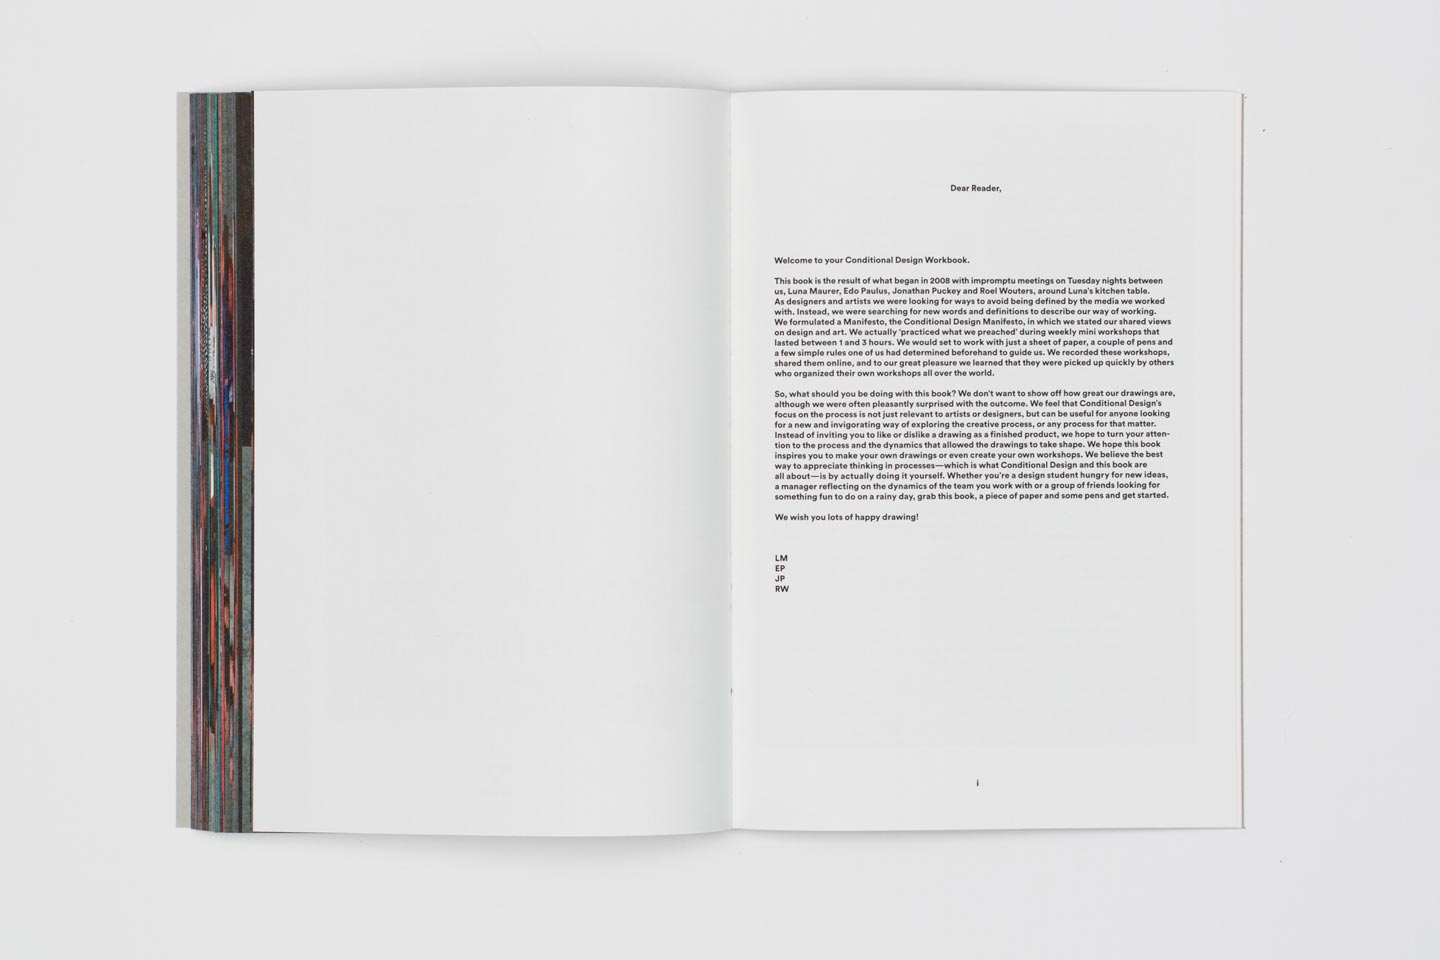 Dear Reader,
Welcome to your Conditional Design Workbook.
This book is the result of what began in 2008 with impromptu meetings on Tuesday nights between
us, Luna Maurer, Edo Paulus, Jonathan Puckey and Roel Wouters, around Luna's kitchen table.
As designers and artists we were looking for ways to avoid being defined by the media we worked
with. Instead, we were searching for new words and definitions to describe our way of working.
We formulated a Manifesto, the Conditional Design Manifesto, in which we stated our shared views
on design and art. We actually 'practiced what we preached' during weekly mini workshops that
lasted between 1 and 3 hours. We would set to work with just a sheet of paper, a couple of pens and
a few simple rules one of us had determined beforehand to guide us. We recorded these workshops,
shared them online, and to our great pleasure we learned that they were picked up quickly by others
who organized their own workshops all over the world.
So, what should you be doing with this book? We don't want to show off how great our drawings are,
although we were often pleasantly surprised with the outcome. We feel that Conditional Design's
focus on the process is not just relevant to artists or designers, but can be useful for anyone looking
for a new and invigorating way of exploring the creative process, or any process for that matter.
Instead of inviting you to like or dislike a drawing as a finished product, we hope to turn your atten-
tion to the process and the dynamics that allowed the drawings to take shape. We hope this book
inspires you to make your own drawings or even create your own workshops. We believe the best
way to appreciate thinking in processes—which is what Conditional Design and this book are
all about—is by actually doing it yourself. Whether you're a design student hungry for new ideas,
a manager reflecting on the dynamics of the team you work with or a group of friends looking for
something fun to do on a rainy day, grab this book, a piece of paper and some pens and get started.
We wish you lots of happy drawing!
LM
EP
JP
RW
i